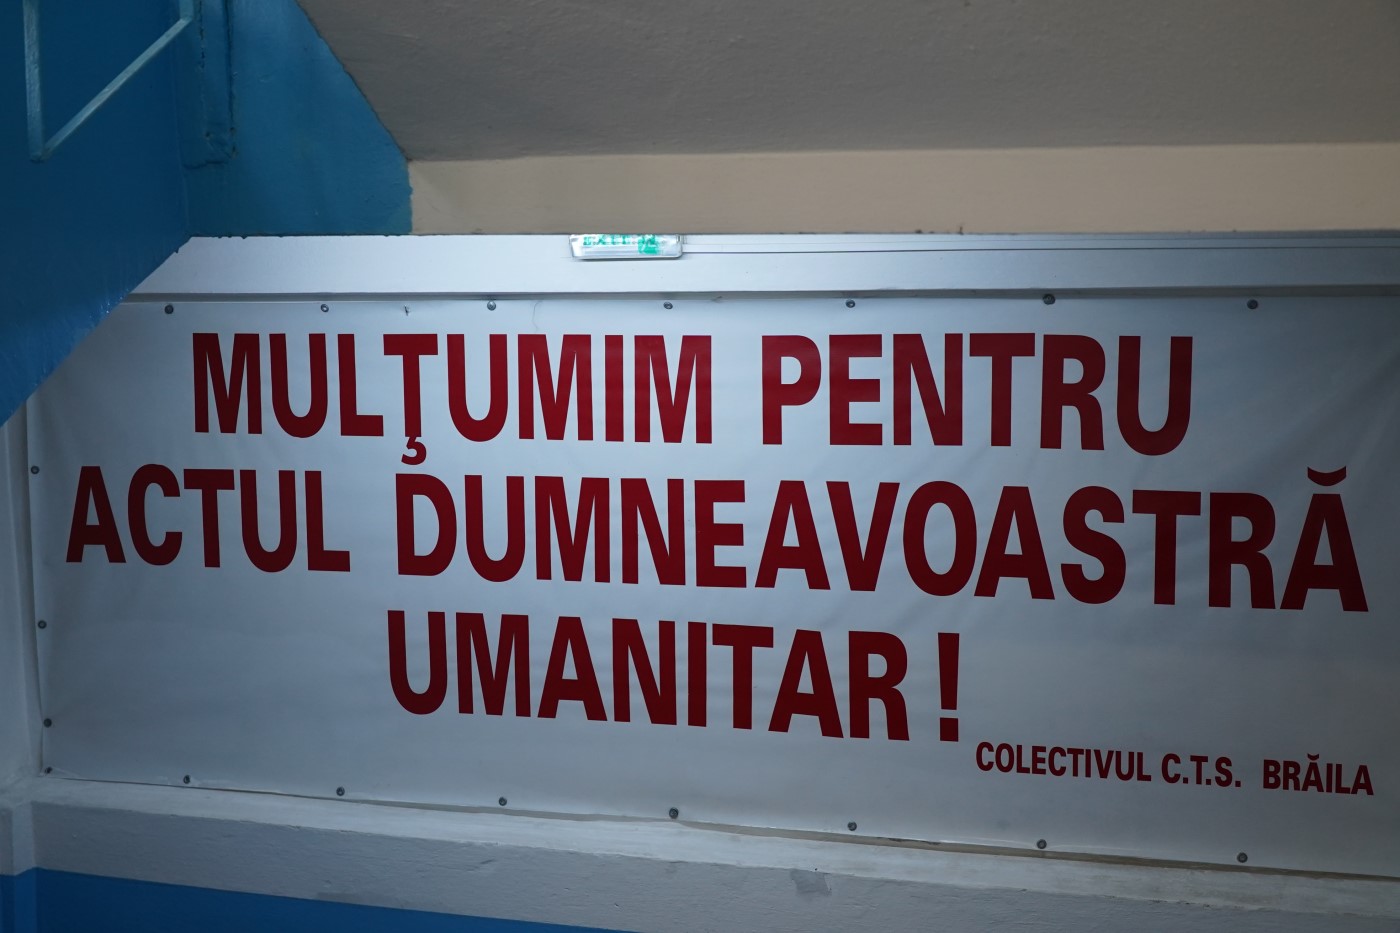 MULŢUMIM PENTRU
ACTUL DUMNEAVOASTRĂ
UMANITAR !
COLECTIVUL C.T.S. BRĂILA